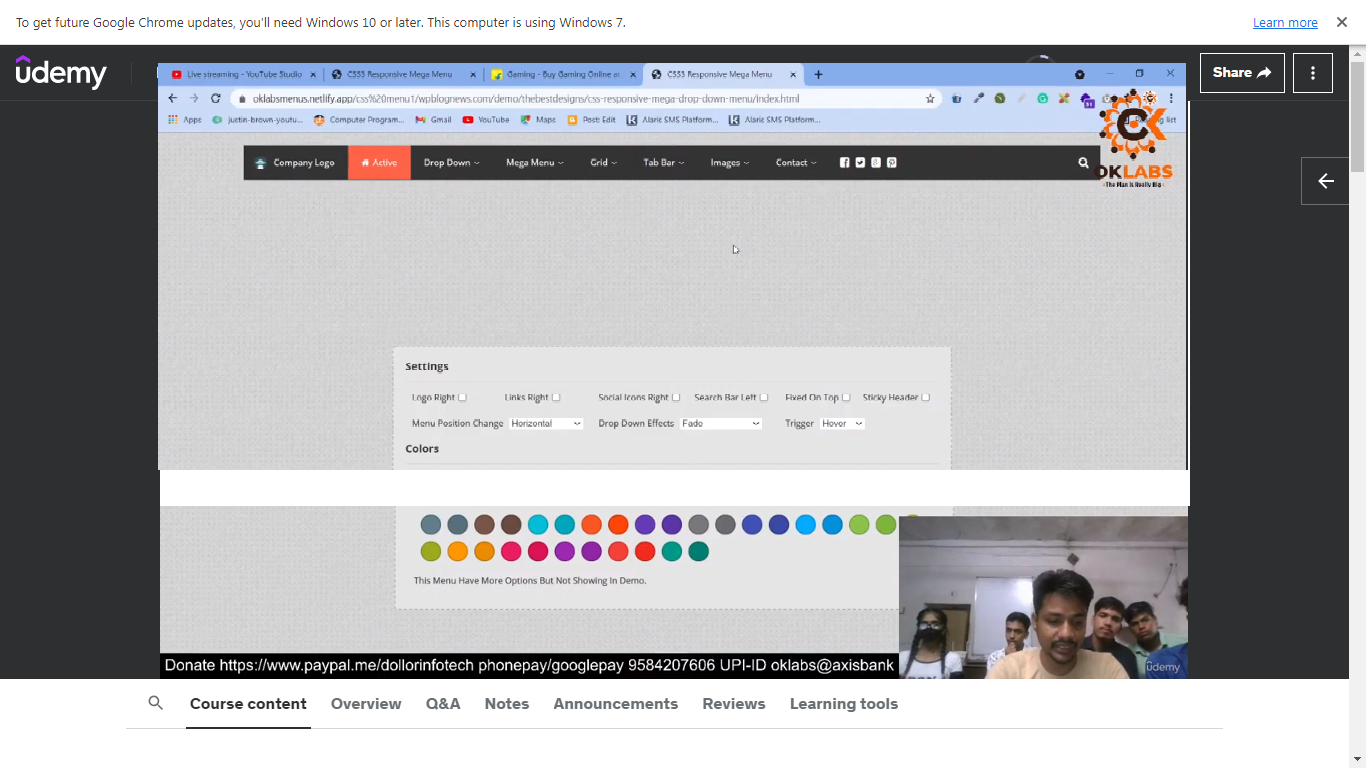 To get future Google Chrome updates, you'll need Windows 10 or later. This computer is using Windows 7.
Learn more
ûdemy
Share
Live streaming - YouTube Studio
CSS3 Responsive Mega Menu
Gaming - Buy Gaming Online at
CSS3 Responsive Mega Menu
oklabsmenus.netlify.app/css%20menu1/wpblognews.com/demo/thebestdesigns/css-responsive-mega-drop-down-menu/index.html
Apps
justin-brown-youtu...
Computer Program...
Gmail
YouTube
Maps
Post: Edit
Alaric SMS Platform...
Alaric SMS Platform...
list
Company Logo
Active
Drop Down
Mega Menu
Grid
Tab Bar
Images
Contact
OKLABS
The Plan is Really Big
Settings
Logo Right
Links Right
Social Icons Right
Search Bar Left
Fixed On Top
Sticky Header
Menu Position Change Horizontal
Drop Down Effects Fade
Trigger Hover
Colors
This Menu Have More Options But Not Showing In Demo.
Donate https://www.paypal.me/dollorinfotech phonepay/googlepay 9584207606 UPI-ID oklabs@axisbank
ûdemy
Course content
Overview
Q&A
Notes
Announcements
Reviews
Learning tools